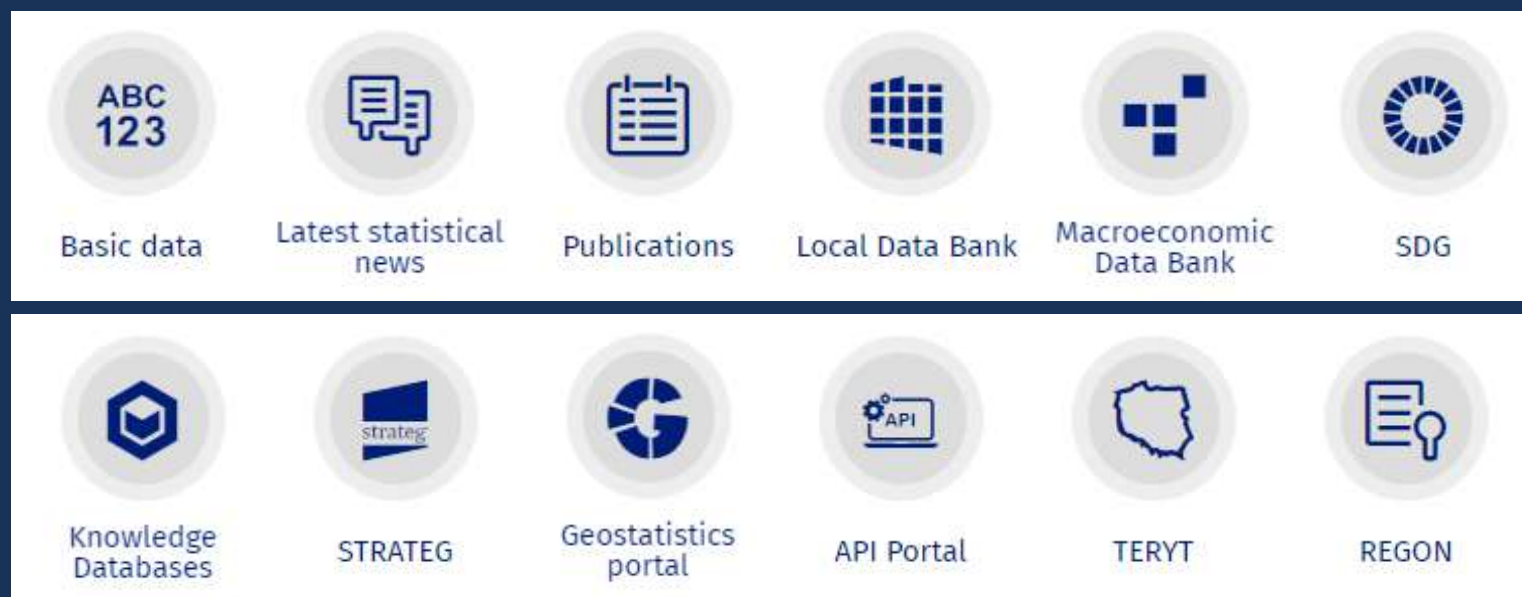 ABC
123
Basic data
Latest statistical
news
Publications
Local Data Bank
Macroeconomic
Data Bank
SDG
strateg
API
Knowledge
Databases
STRATEG
Geostatistics
portal
API Portal
TERYT
REGON